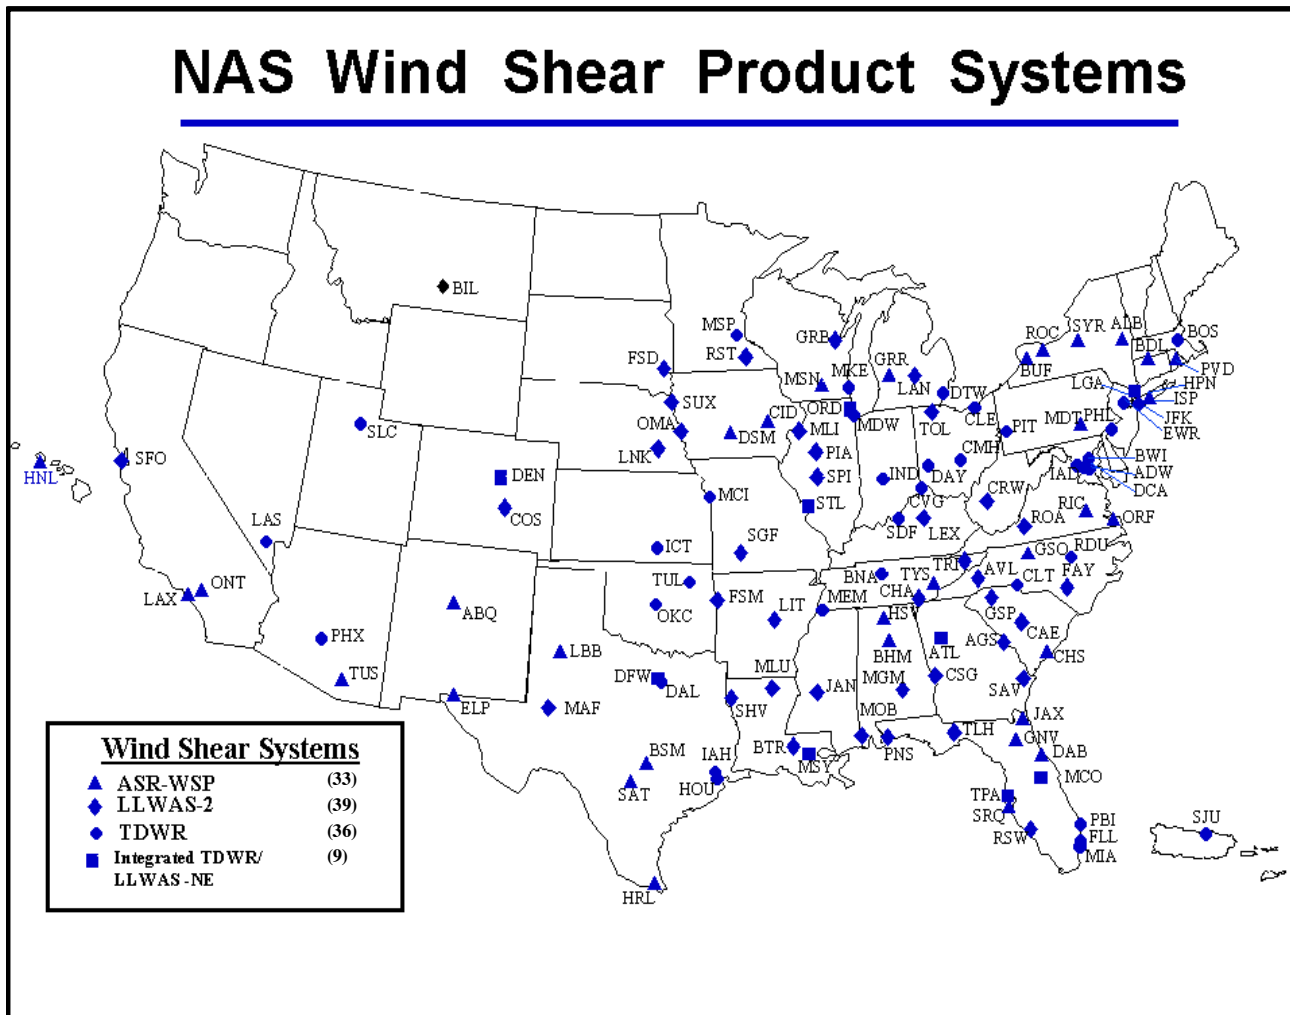 NAS Wind Shear Product Systems
BIL
MSP
GRB
ROC
SYR
ALB
BOS
FSD
RST
MSN
MKE
GRR
LAN
BUF
BDL
PVD
LGA
HPN
DTW
ISP
SUX
CID
ORD
MDW
CLE
PIT
MDT
PHL
JFK
EWR
SLC
OMA
DSM
MLI
TOL
LNK
PIA
CMH
BWI
SFO
HNL
DEN
SPI
IND
DAY
IAD
ADW
DCA
COS
MCI
STL
CVG
CRW
RIC
LAS
SDF
LEX
ROA
ORF
ICT
SGF
TRI
GSO
RDU
TUL
BNA
TYS
AVL
CLT
FAY
ONT
LAX
ABQ
OKC
FSM
LIT
MEM
CHA
HSV
GSP
PHX
LBB
BHM
ATL
AGS
CAE
CHS
TUS
DFW
DAL
MLU
MGM
CSG
SAV
ELP
MAF
SHV
JAN
MOB
JAX
BTR
MSY
PNS
TLH
GNV
DAB
BSM
IAH
SAT
HOU
MCO
TPA
SRQ
RSW
PBI
FLL
MIA
SJU
HRL
Wind Shear Systems
ASR-WSP (33)
LLWAS-2 (39)
TDWR (36)
Integrated TDWR/ (9)
LLWAS -NE